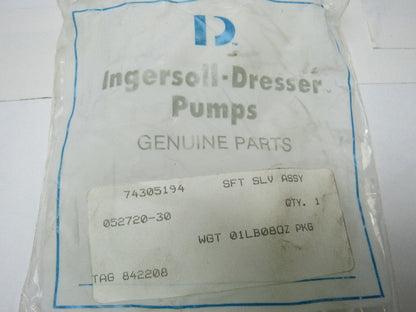 D
Ingersoll-Dresser
Pumps
GENUINE PARTS
74305194 SFT SLV ASSY
052720-30 QTY. 1
WGT 01LB08OZ PKG
TAG 842208